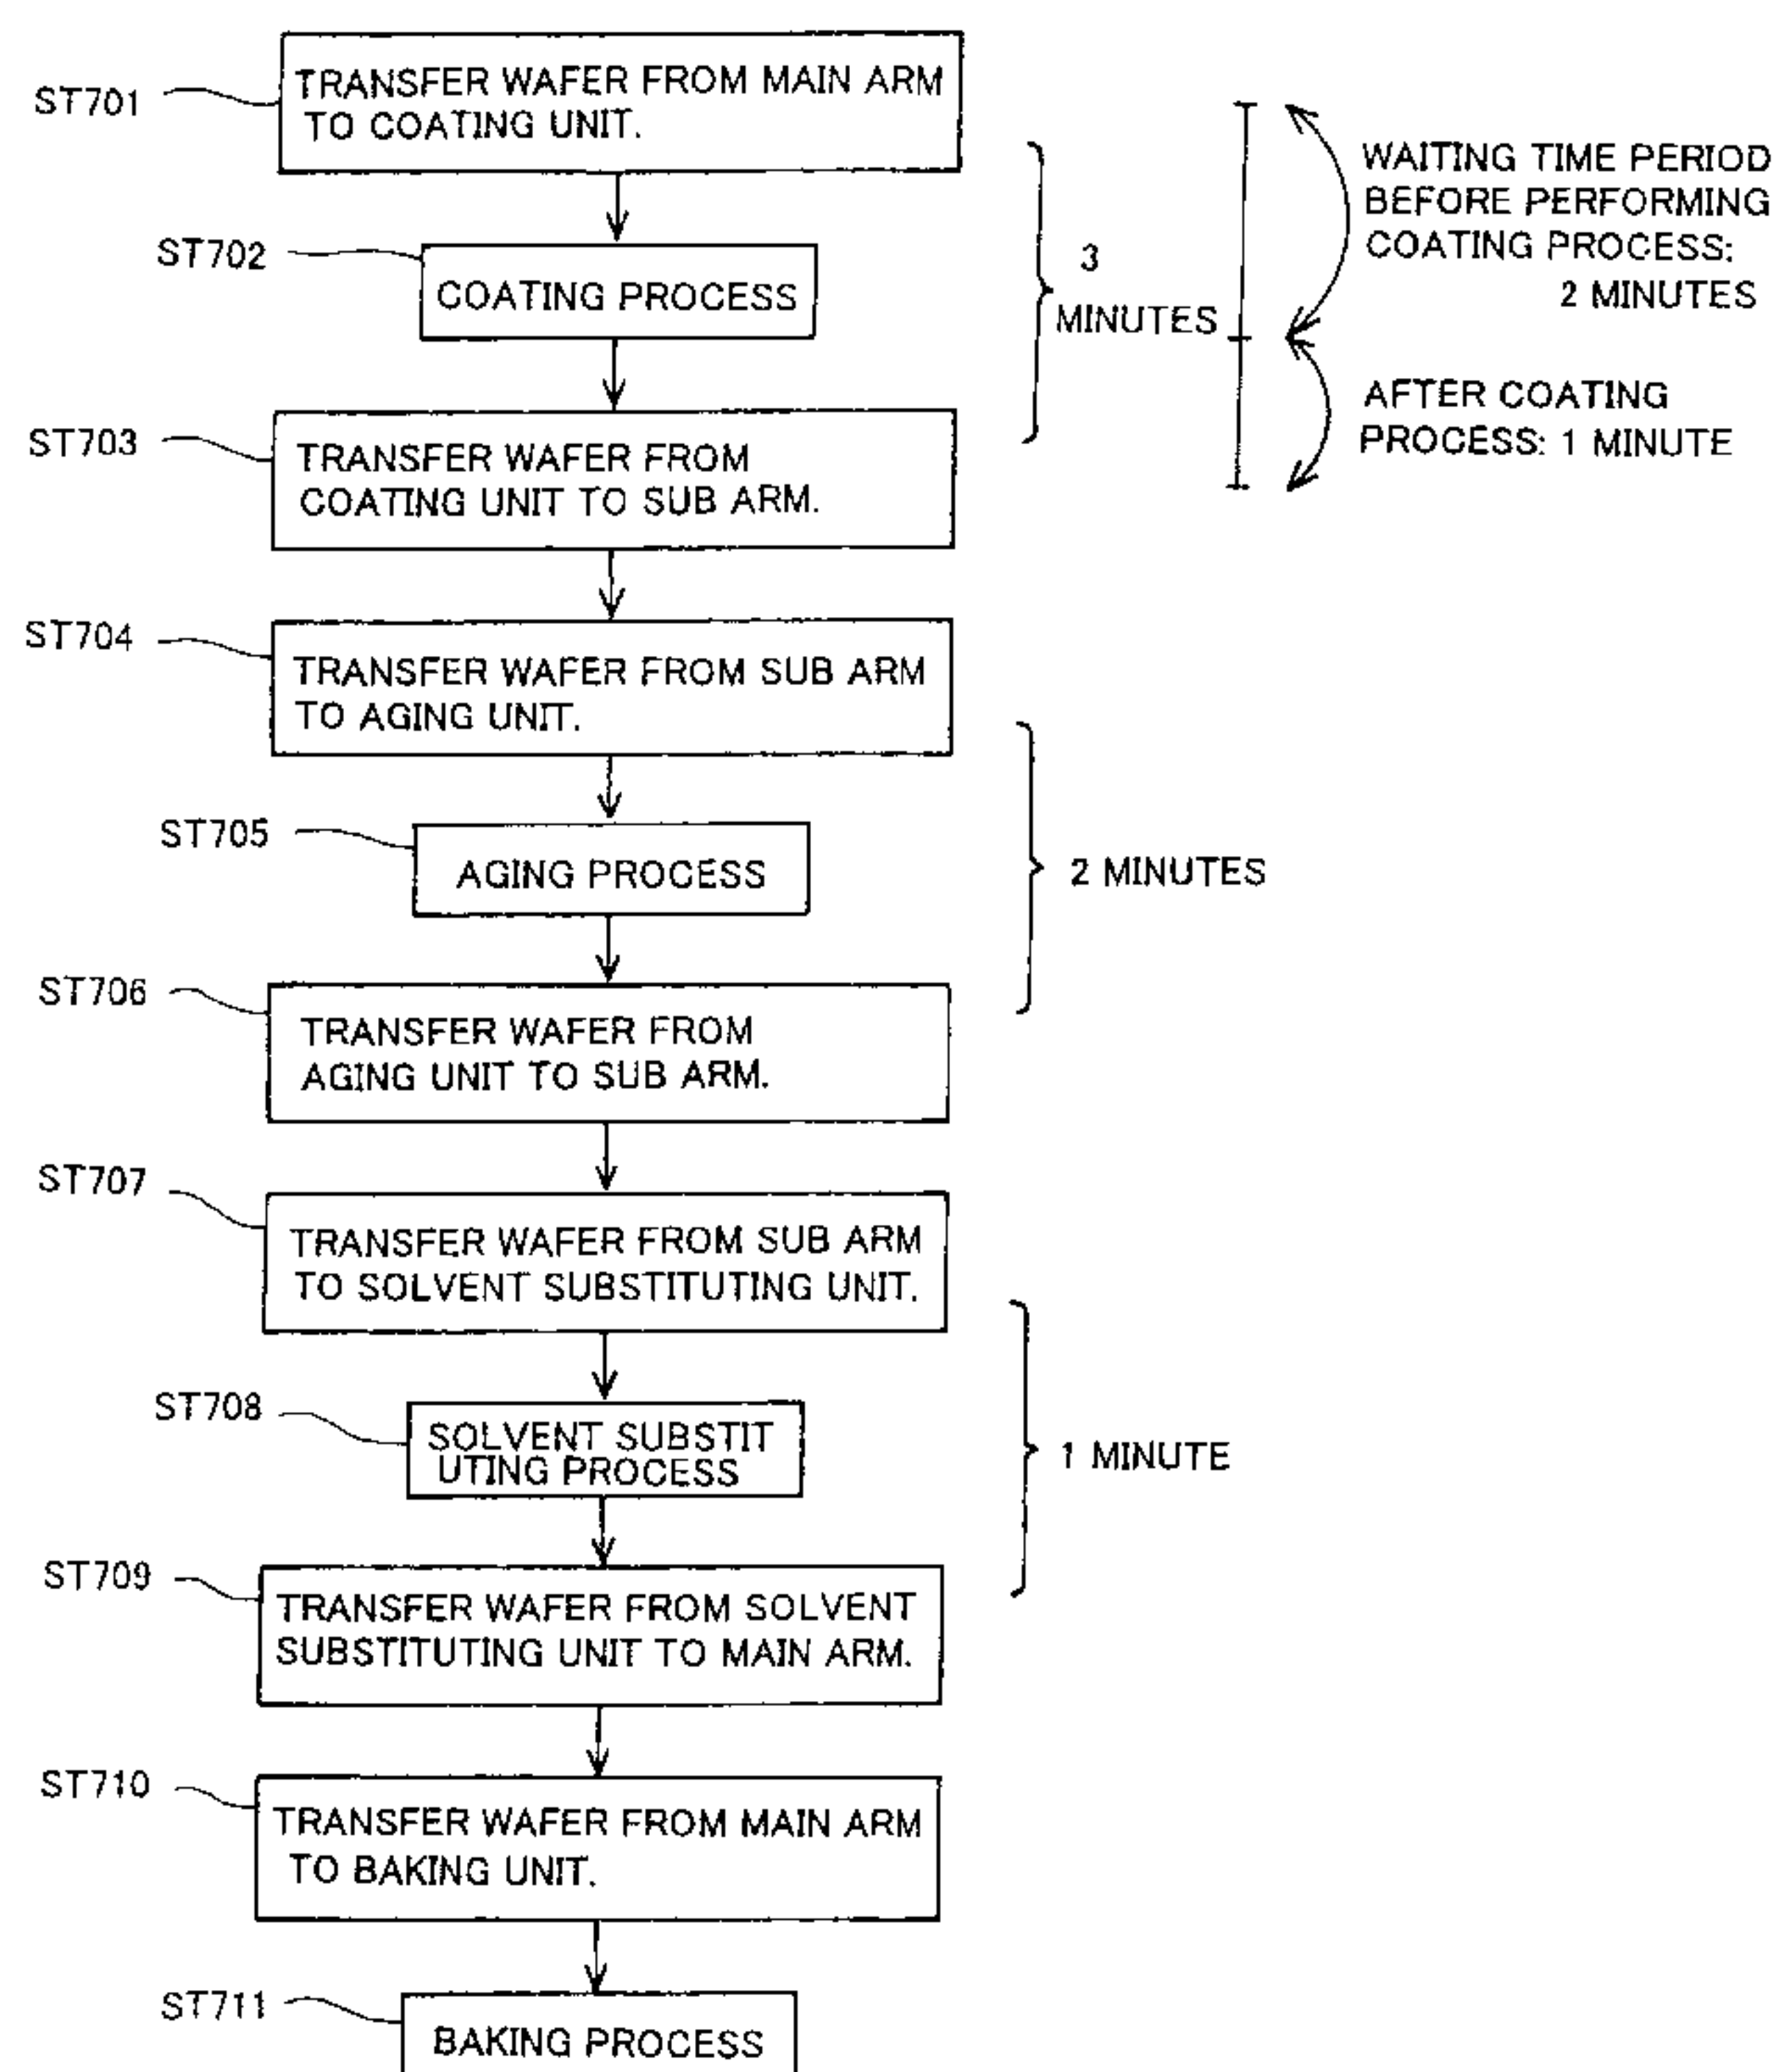 ST701
TRANSFER WAFER FROM MAIN ARM
TO COATING UNIT.
ST702
COATING PROCESS
3
MINUTES
WAITING TIME PERIOD
BEFORE PERFORMING
COATING PROCESS:
2 MINUTES
AFTER COATING
PROCESS: 1 MINUTE
ST703
TRANSFER WAFER FROM
COATING UNIT TO SUB ARM.
ST704
TRANSFER WAFER FROM SUB ARM
TO AGING UNIT.
ST705
AGING PROCESS
2 MINUTES
ST706
TRANSFER WAFER FROM
AGING UNIT TO SUB ARM.
ST707
TRANSFER WAFER FROM SUB ARM
TO SOLVENT SUBSTITUTING UNIT.
ST708
SOLVENT SUBSTIT
UTING PROCESS
1 MINUTE
ST709
TRANSFER WAFER FROM SOLVENT
SUBSTITUTING UNIT TO MAIN ARM.
ST710
TRANSFER WAFER FROM MAIN ARM
TO BAKING UNIT.
ST711
BAKING PROCESS